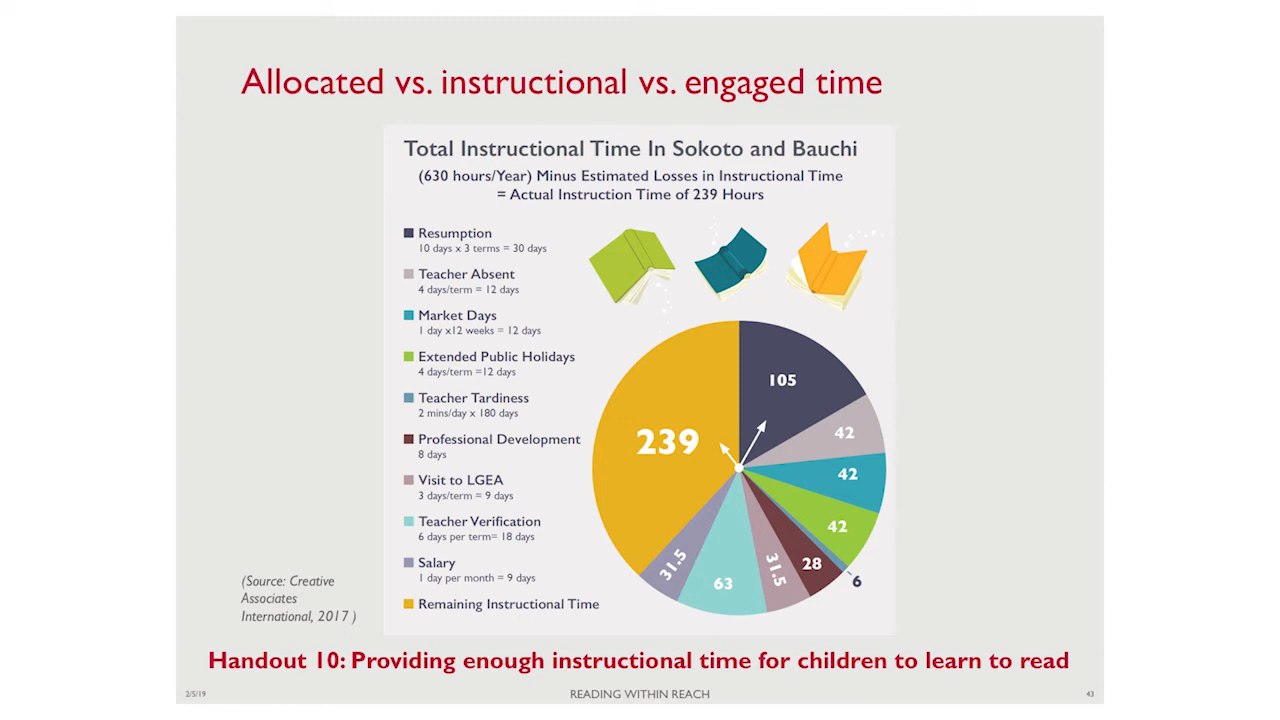 Allocated vs. instructional vs. engaged time
Total Instructional Time In Sokoto and Bauchi
(630 hours/Year) Minus Estimated Losses in Instructional Time
= Actual Instruction Time of 239 Hours
Resumption
10 days x 3 terms = 30 days
Teacher Absent
4 days/term = 12 days
Market Days
1 day x12 weeks = 12 days
Extended Public Holidays
4 days/term =12 days
Teacher Tardiness
2 mins/day x 180 days
Professional Development
8 days
Visit to LGEA
3 days/term = 9 days
Teacher Verification
6 days per term= 18 days
Salary
1 day per month = 9 days
Remaining Instructional Time
105
42
42
42
6
28
31.5
63
31.5
239
(Source: Creative
Associates
International, 2017 )
Handout 10: Providing enough instructional time for children to learn to read
2/5/19
READING WITHIN REACH
43